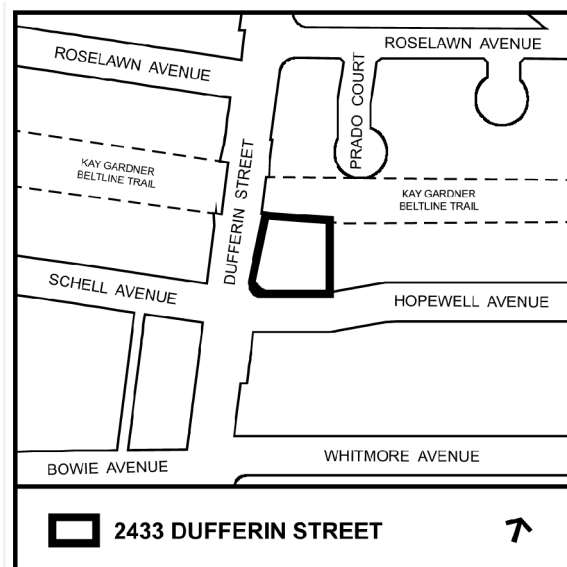 ROSELAWN AVENUE
ROSELAWN AVENUE
PRADO COURT
KAY GARDNER
BELTLINE TRAIL
DUFFERIN STREET
KAY GARDNER
BELTLINE TRAIL
SCHELL AVENUE
HOPEWELL AVENUE
BOWIE AVENUE
WHITMORE AVENUE
2433 DUFFERIN STREET